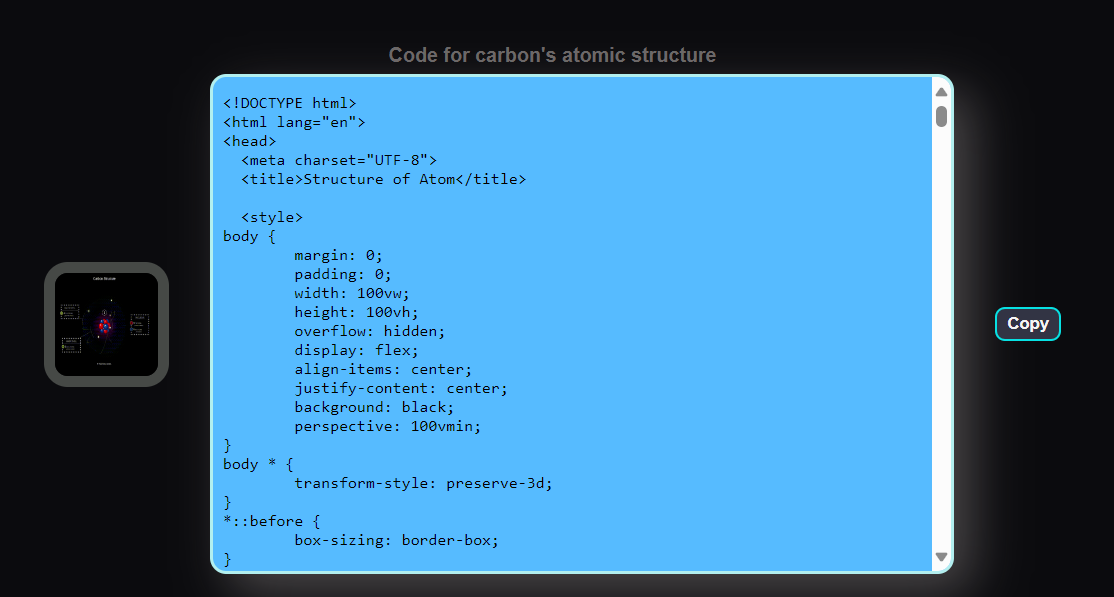 Code for carbon's atomic structure
<!DOCTYPE html>
<html lang="en">
<head>
  <meta charset="UTF-8">
  <title>Structure of Atom</title>
  <style>
body {
        margin: 0;
        padding: 0;
        width: 100vw;
        height: 100vh;
        overflow: hidden;
        display: flex;
        align-items: center;
        justify-content: center;
        background: black;
        perspective: 100vmin;
}
body * {
        transform-style: preserve-3d;
}
*::before {
        box-sizing: border-box;
}
Copy